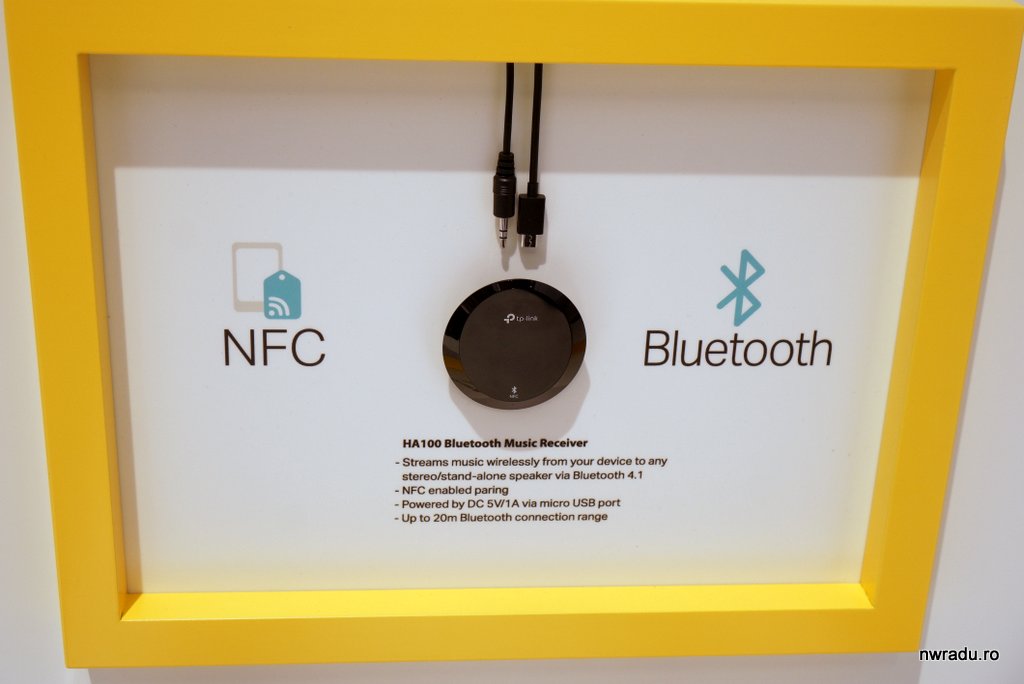 tp-link
NFC
NFC
Bluetooth
HA100 Bluetooth Music Receiver
- Streams music wirelessly from your device to any
stereo/stand-alone speaker via Bluetooth 4.1
- NFC enabled paring
- Powered by DC 5V/1A via micro USB port
- Up to 20m Bluetooth connection range
nwradu.ro